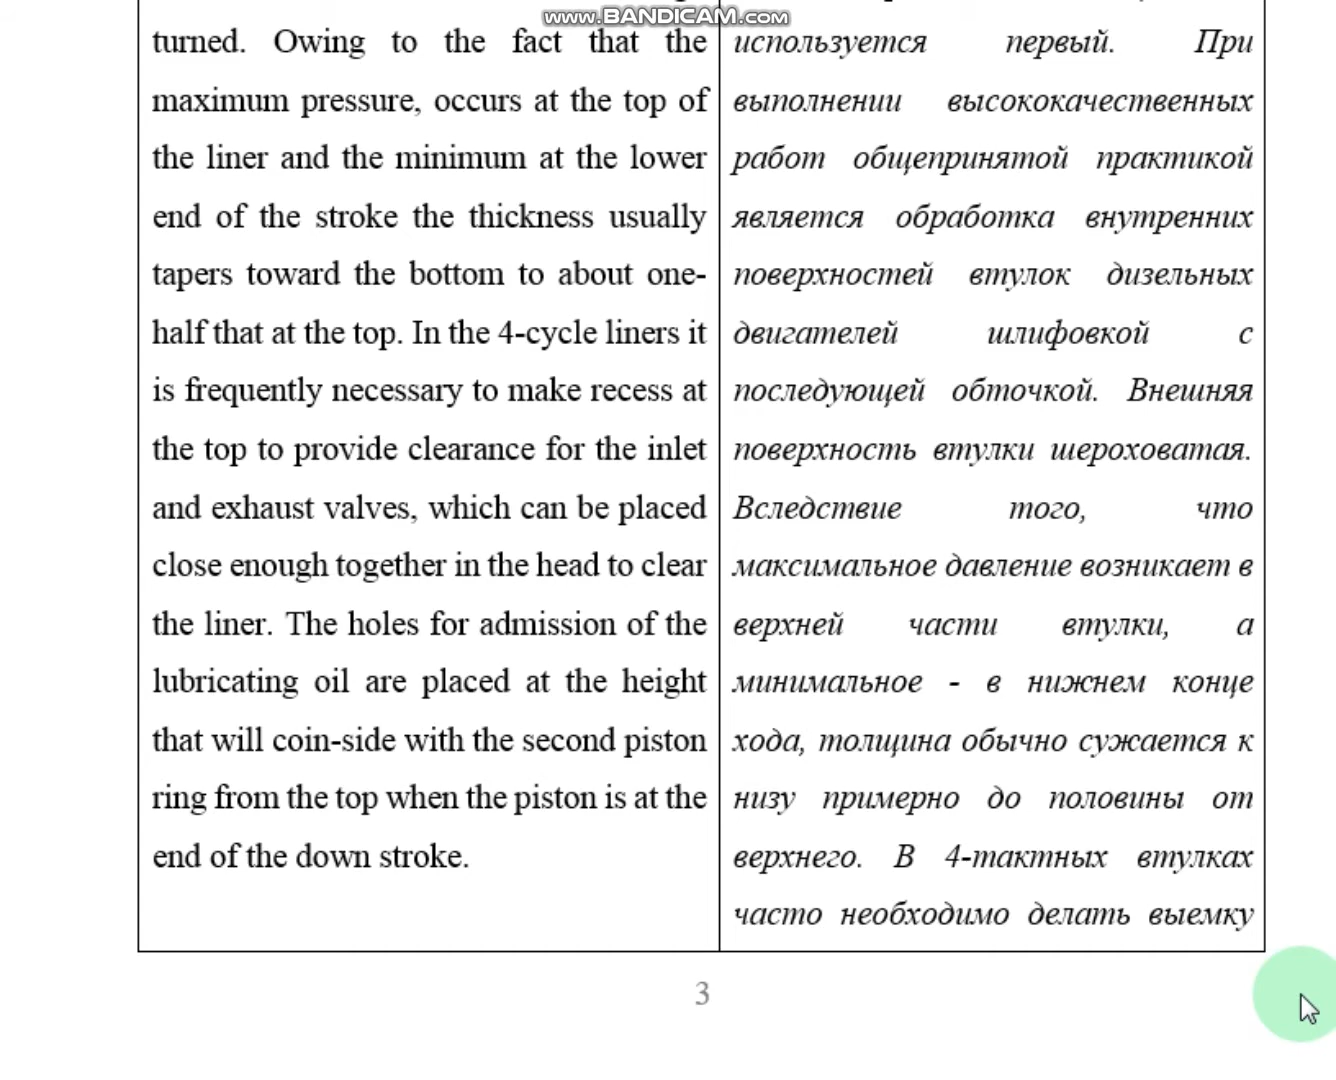 www.BANDICAM.com
turned. Owing to the fact that the
maximum pressure, occurs at the top of
the liner and the minimum at the lower
end of the stroke the thickness usually
tapers toward the bottom to about one-
half that at the top. In the 4-cycle liners it
is frequently necessary to make recess at
the top to provide clearance for the inlet
and exhaust valves, which can be placed
close enough together in the head to clear
the liner. The holes for admission of the
lubricating oil are placed at the height
that will coin-side with the second piston
ring from the top when the piston is at the
end of the down stroke.
используется первый. При
выполнении высококачественных
работ общепринятой практикой
является обработка внутренних
поверхностей втулок дизельных
двигателей шлифовкой с
последующей обточкой. Внешняя
поверхность втулки шероховатая.
Вследствие того, что
максимальное давление возникает в
верхней части втулки, а
минимальное - в нижнем конце
хода, толщина обычно сужается к
низу примерно до половины от
верхнего. В 4-тактных втулках
часто необходимо делать выемку
3